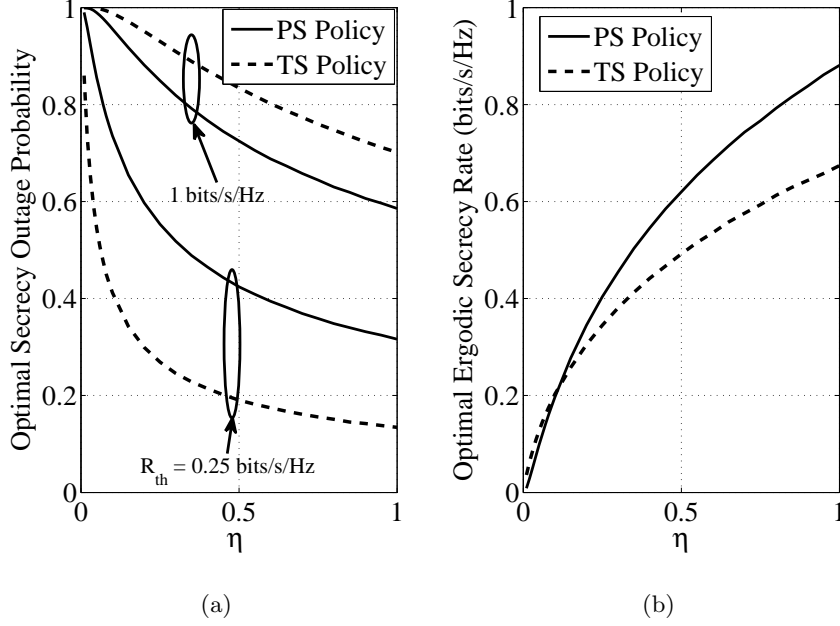 Optimal Secrecy Outage Probability
1
0.8
0.6
0.4
0.2
0
0
0.5
1
η
PS Policy
TS Policy
1 bits/s/Hz
R_th = 0.25 bits/s/Hz
(a)
Optimal Ergodic Secrecy Rate (bits/s/Hz)
1
0.8
0.6
0.4
0.2
0
0
0.5
1
η
PS Policy
TS Policy
(b)